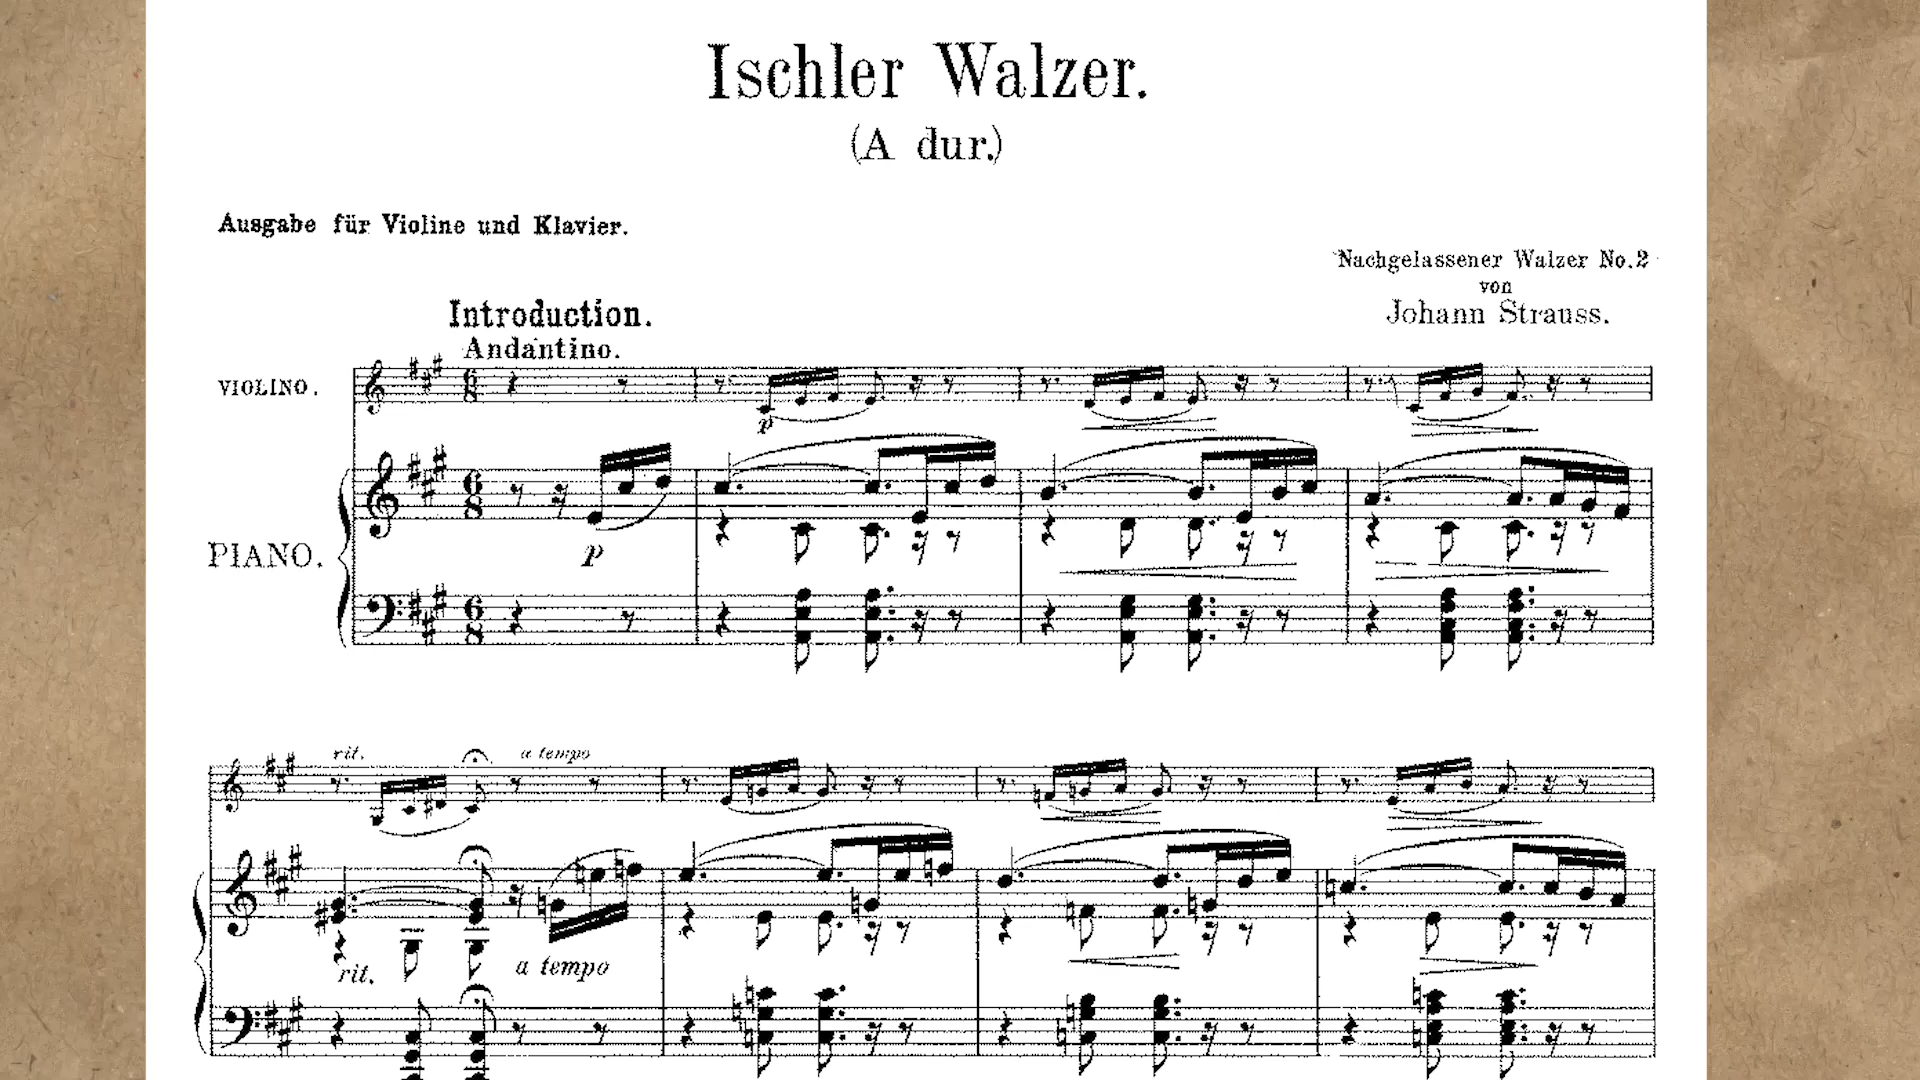 Ischler Walzer.
(A dur.)
Ausgabe für Violine und Klavier.
Nachgelassener Walzer No.2
von
Johann Strauss.
Introduction.
Andantino.
VIOLINO.
p
PIANO.
p
rit. a tempo
rit. a tempo